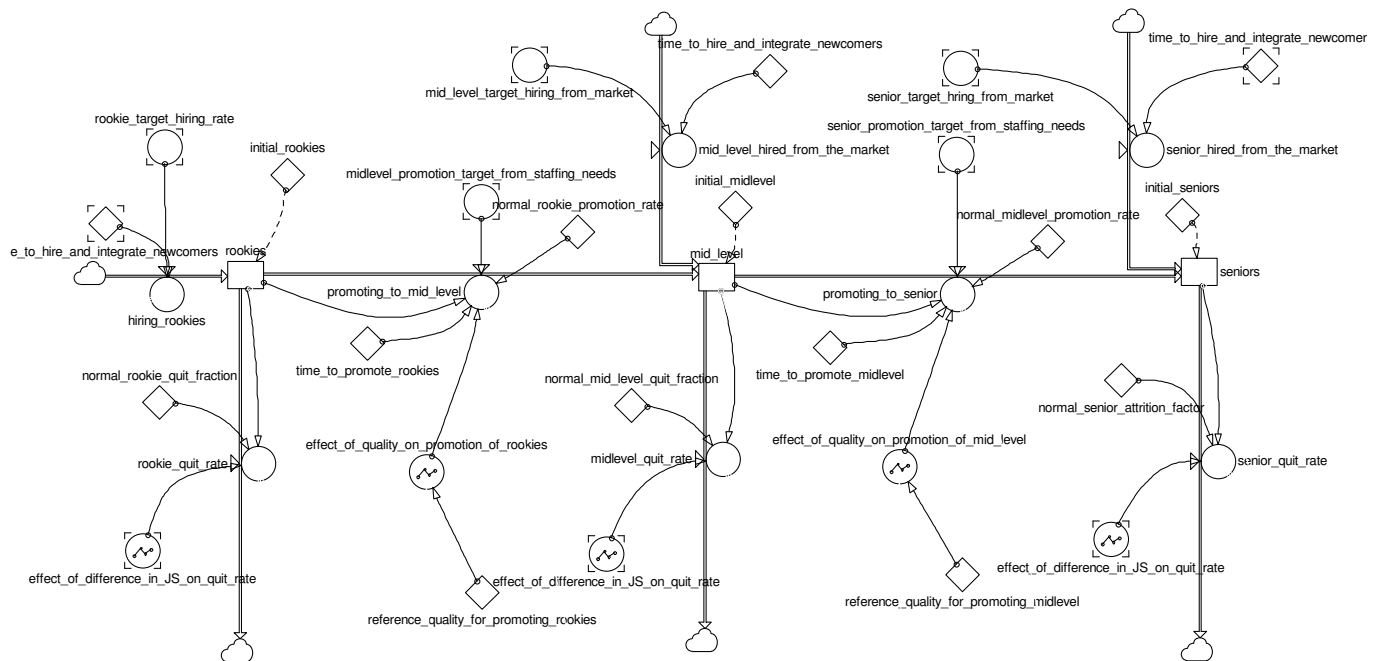 time_to_hire_and_integrate_newcomer
time_to_hire_and_integrate_newcomers
mid_level_target_hiring_from_market
senior_target_hring_from_market
rookie_target_hiring_rate
senior_promotion_target_from_staffing_needs
initial_rookies
mid_level_hired_from_the_market
senior_hired_from_the_market
midlevel_promotion_target_from_staffing_needs
initial_midlevel
initial_seniors
normal_rookie_promotion_rate
normal_midlevel_promotion_rate
e_to_hire_and_integrate_newcomers
rookies
mid_level
seniors
promoting_to_mid_level
promoting_to_senior
hiring_rookies
time_to_promote_rookies
time_to_promote_midlevel
normal_rookie_quit_fraction
normal_mid_level_quit_fraction
normal_senior_attrition_factor
effect_of_quality_on_promotion_of_rookies
effect_of_quality_on_promotion_of_mid_level
rookie_quit_rate
midlevel_quit_rate
senior_quit_rate
effect_of_difference_in_JS_on_quit_rate
effect_of_difference_in_JS_on_quit_rate
effect_of_difference_in_JS_on_quit_rate
reference_quality_for_promoting_rookies
reference_quality_for_promoting_midlevel